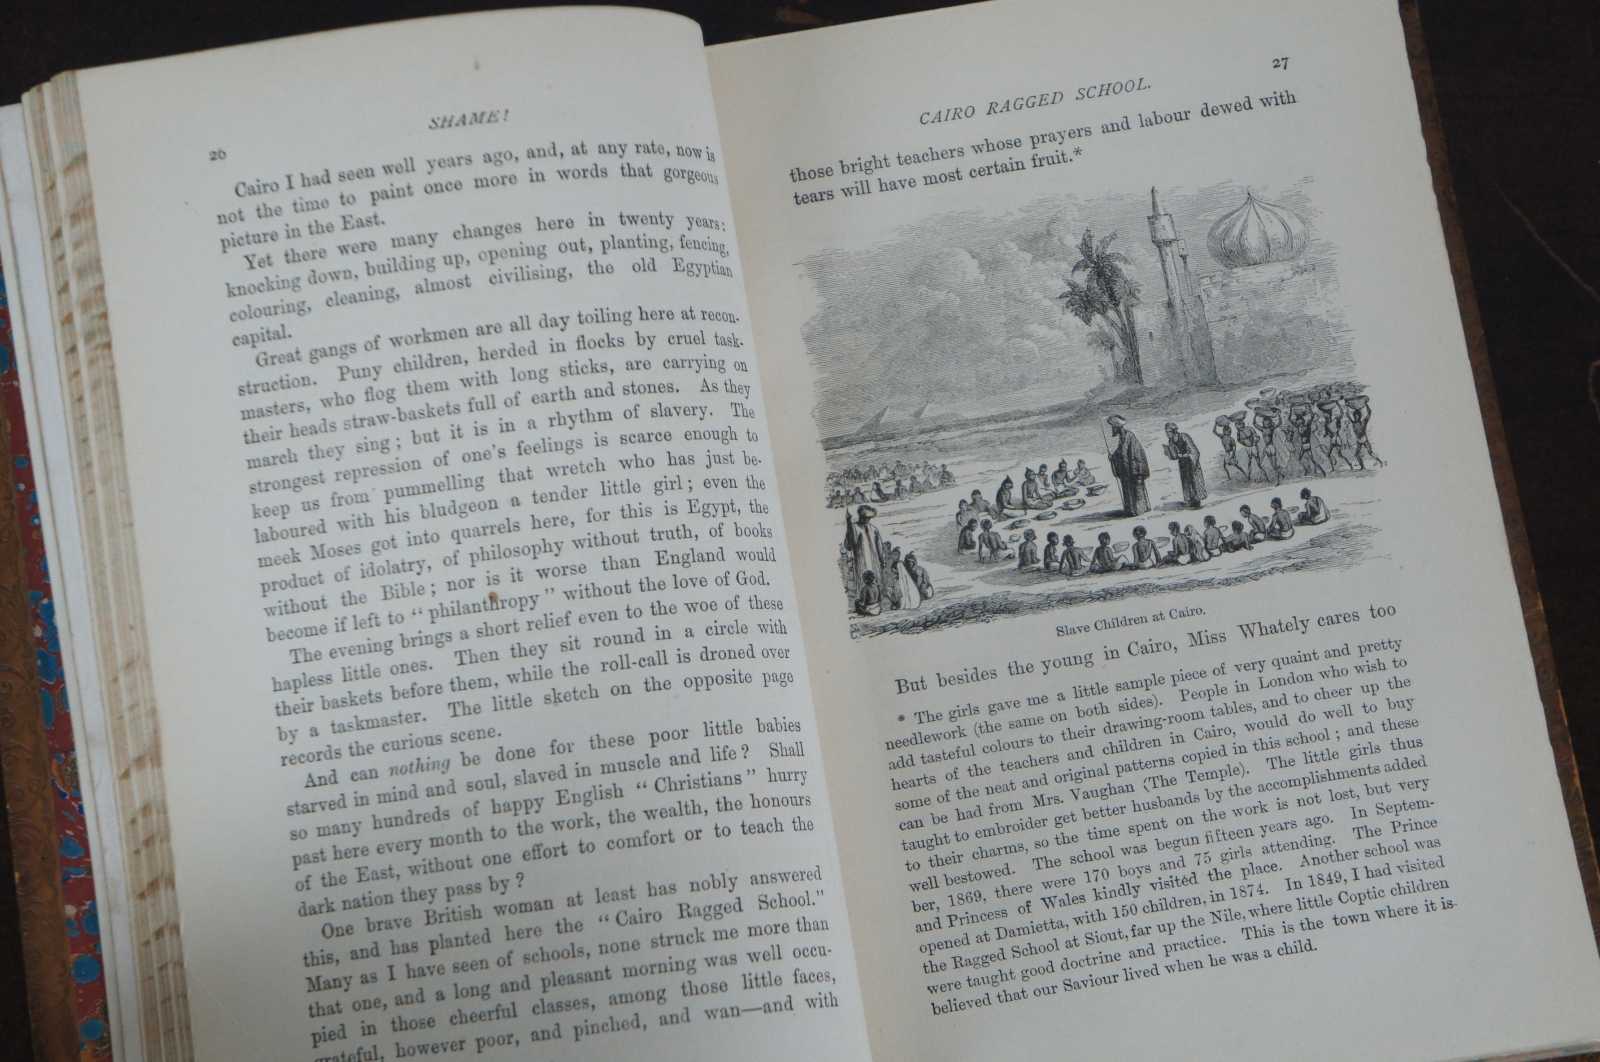 26
SHAME!
Cairo I had seen well years ago, and, at any rate, now is
not the time to paint once more in words that gorgeous
picture in the East.
Yet there were many changes here in twenty years;
knocking down, building up, opening out, planting, fencing,
colouring, cleaning, almost civilising, the old Egyptian
capital.
Great gangs of workmen are all day toiling here at recon-
struction. Puny children, herded in flocks by cruel task-
masters, who flog them with long sticks, are carrying on
their heads straw-baskets full of earth and stones. As they
march they sing; but it is in a rhythm of slavery. The
strongest repression of one's feelings is scarce enough to
keep us from pummelling that wretch who has just be-
laboured with his bludgeon a tender little girl; even the
meek Moses got into quarrels here, for this is Egypt, the
product of idolatry, of philosophy without truth, of books
without the Bible; nor is it worse than England would
become if left to "philanthropy" without the love of God.
The evening brings a short relief even to the woe of these
hapless little ones. Then they sit round in a circle with
their baskets before them, while the roll-call is droned over
by a taskmaster. The little sketch on the opposite page
records the curious scene.
And can nothing be done for these poor little babies
starved in mind and soul, slaved in muscle and life? Shall
so many hundreds of happy English "Christians" hurry
past here every month to the work, the wealth, the honours
of the East, without one effort to comfort or to teach the
dark nation they pass by?
One brave British woman at least has nobly answered
this, and has planted here the "Cairo Ragged School."
Many as I have seen of schools, none struck me more than
that one, and a long and pleasant morning was well occu-
pied in those cheerful classes, among those little faces,
grateful, however poor, and pinched, and wan—and with
CAIRO RAGGED SCHOOL.
27
those bright teachers whose prayers and labour dewed with
tears will have most certain fruit.*
Slave Children at Cairo.
But besides the young in Cairo, Miss Whately cares too
* The girls gave me a little sample piece of very quaint and pretty
needlework (the same on both sides). People in London who wish to
add tasteful colours to their drawing-room tables, and to cheer up the
hearts of the teachers and children in Cairo, would do well to buy
some of the neat and original patterns copied in this school; and these
can be had from Mrs. Vaughan (The Temple). The little girls thus
taught to embroider get better husbands by the accomplishments added
to their charms, so the time spent on the work is not lost, but very
well bestowed. The school was begun fifteen years ago. In Septem-
ber, 1869, there were 170 boys and 75 girls attending. The Prince
and Princess of Wales kindly visited the place. Another school was
opened at Damietta, with 150 children, in 1874. In 1849, I had visited
the Ragged School at Siout, far up the Nile, where little Coptic children
were taught good doctrine and practice. This is the town where it is
believed that our Saviour lived when he was a child.